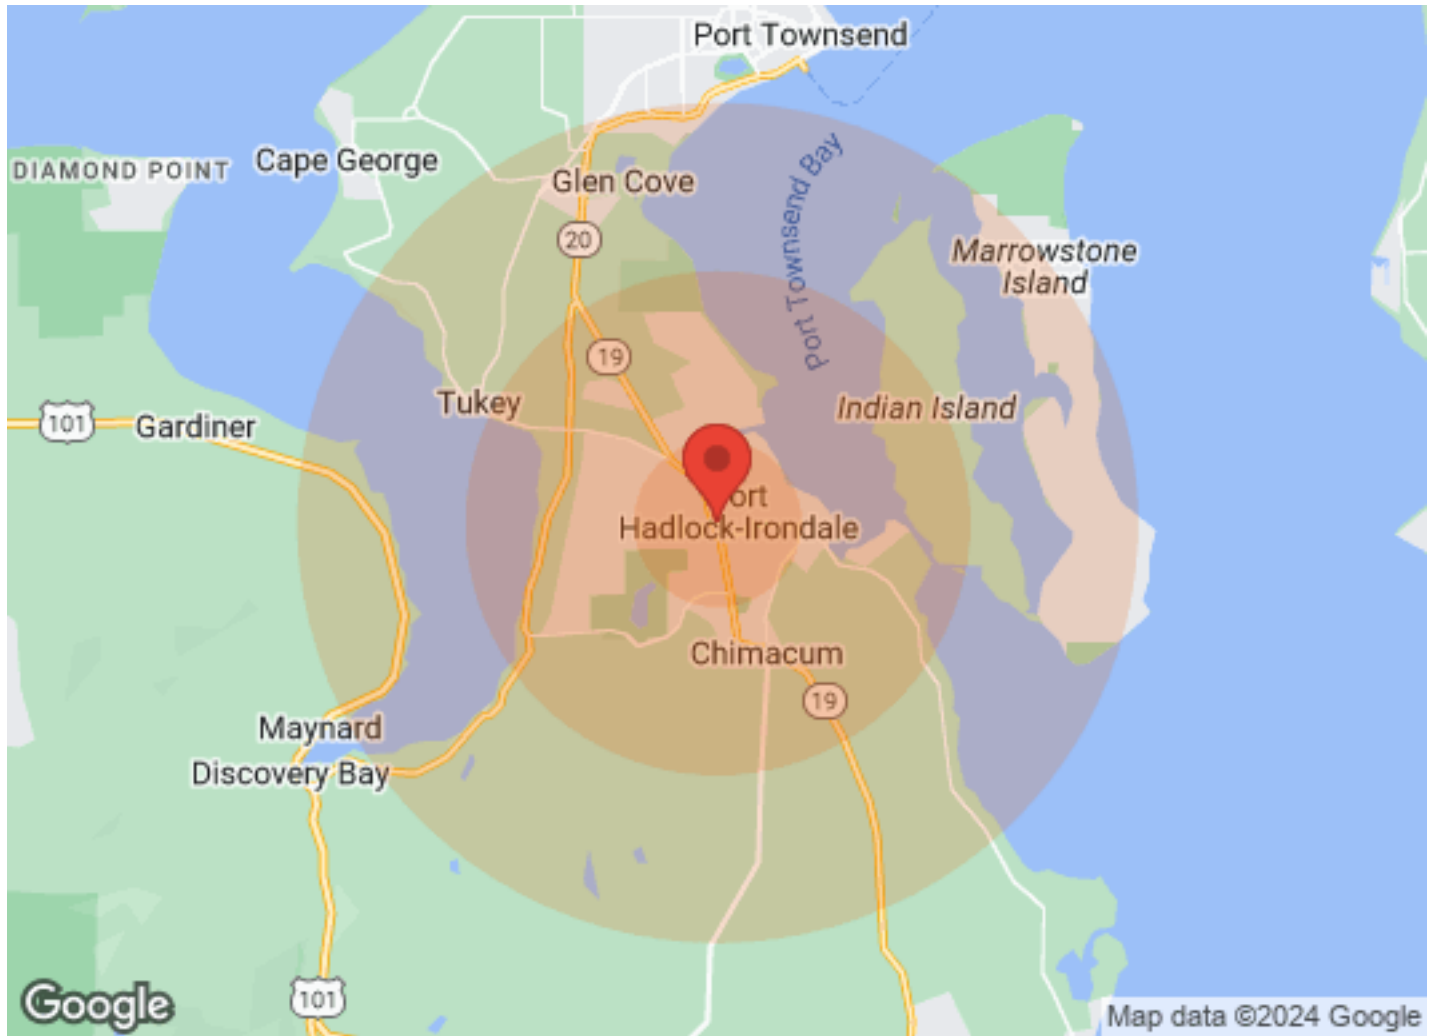 Port Townsend
Cape George
DIAMOND POINT
Glen Cove
Port Townsend Bay
20
Marrowstone
Island
19
Tukey
Indian Island
101
Gardiner
ort
Hadlock-Irondale
Chimacum
19
Maynard
Discovery Bay
101
Google
Map data ©2024 Google